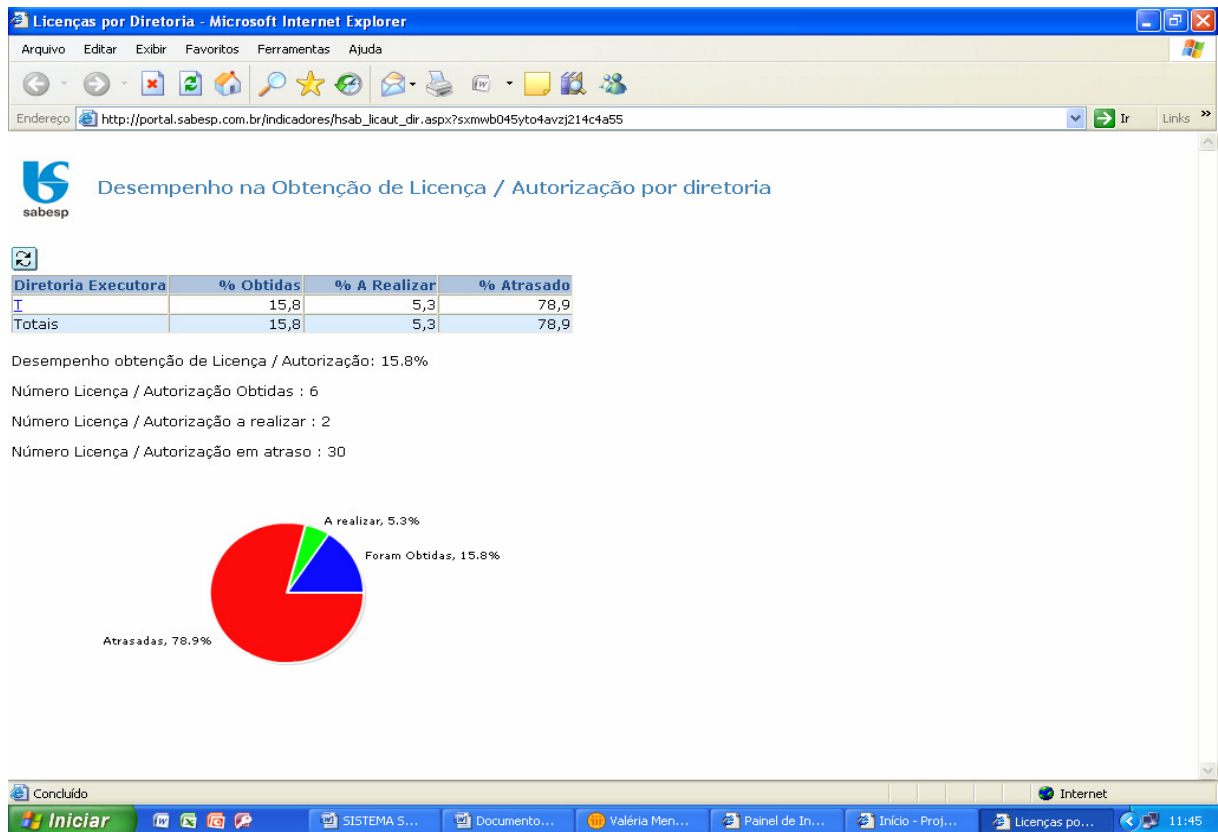 Licenças por Diretoria - Microsoft Internet Explorer
Arquivo Editar Exibir Favoritos Ferramentas Ajuda
Endereço http://portal.sabesp.com.br/indicadores/hsab_licaut_dir.aspx?sxmwb045yto4avzj214c4a55 Ir Links »
sabesp
Desempenho na Obtenção de Licença / Autorização por diretoria
Diretoria Executora % Obtidas % A Realizar % Atrasado
T 15,8 5,3 78,9
Totais 15,8 5,3 78,9
Desempenho obtenção de Licença / Autorização: 15.8%
Número Licença / Autorização Obtidas : 6
Número Licença / Autorização a realizar : 2
Número Licença / Autorização em atraso : 30
A realizar, 5.3%
Foram Obtidas, 15.8%
Atrasadas, 78.9%
Concluído Internet
Iniciar SISTEMA S... Documento... Valéria Men... Painel de In... Início - Proj... Licenças po... 11:45